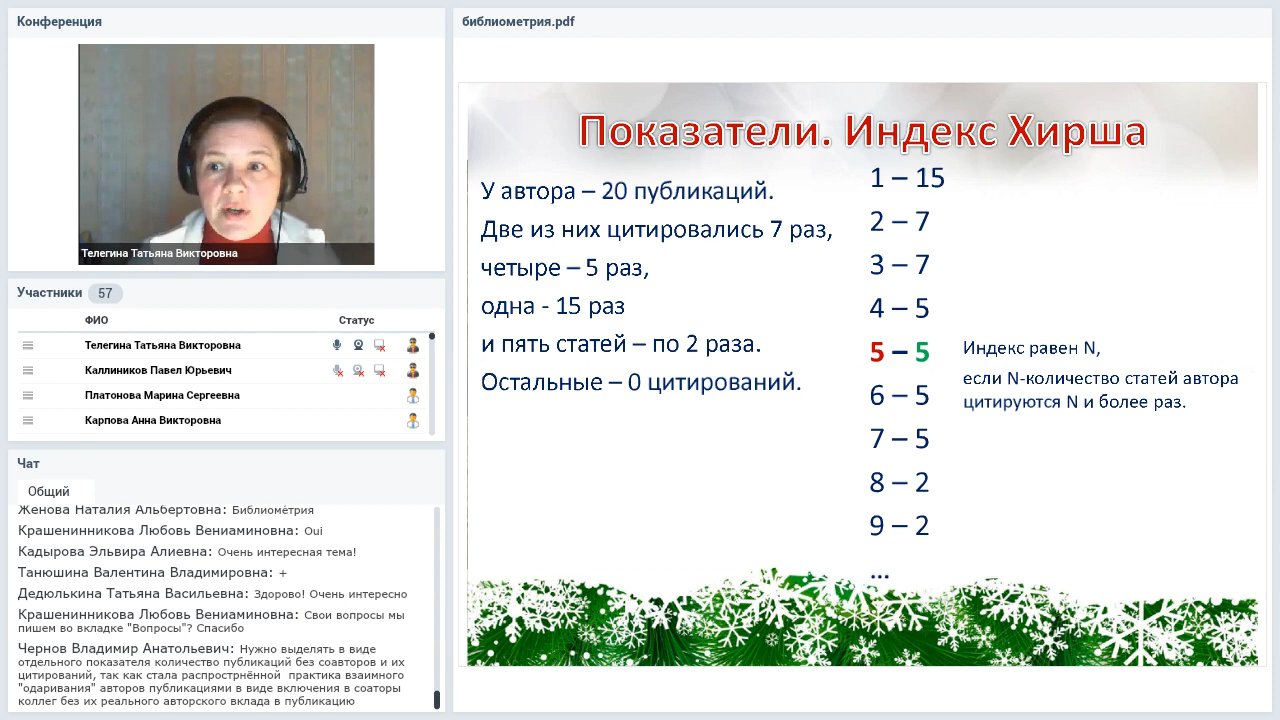 Конференция
Телегина Татьяна Викторовна
Участники 57
ФИО Статус
Телегина Татьяна Викторовна
Каллиников Павел Юрьевич
Платонова Марина Сергеевна
Карпова Анна Викторовна
Чат
Общий
Женова Наталия Альбертовна: Библиомéтрия
Крашенинникова Любовь Вениаминовна: Oui
Кадырова Эльвира Алиевна: Очень интересная тема!
Танюшина Валентина Владимировна: +
Дедюлькина Татьяна Васильевна: Здорово! Очень интересно
Крашенинникова Любовь Вениаминовна: Свои вопросы мы
пишем во вкладке "Вопросы"? Спасибо
Чернов Владимир Анатольевич: Нужно выделять в виде
отдельного показателя количество публикаций без соавторов и их
цитирований, так как стала распрострнённой практика взаимного
"одаривания" авторов публикациями в виде включения в соаторы
коллег без их реального авторского вклада в публикацию
библиометрия.pdf
Показатели. Индекс Хирша
У автора – 20 публикаций.
Две из них цитировались 7 раз,
четыре – 5 раз,
одна - 15 раз
и пять статей – по 2 раза.
Остальные – 0 цитирований.
1 – 15
2 – 7
3 – 7
4 – 5
5 – 5
6 – 5
7 – 5
8 – 2
9 – 2
...
Индекс равен N,
если N-количество статей автора
цитируются N и более раз.